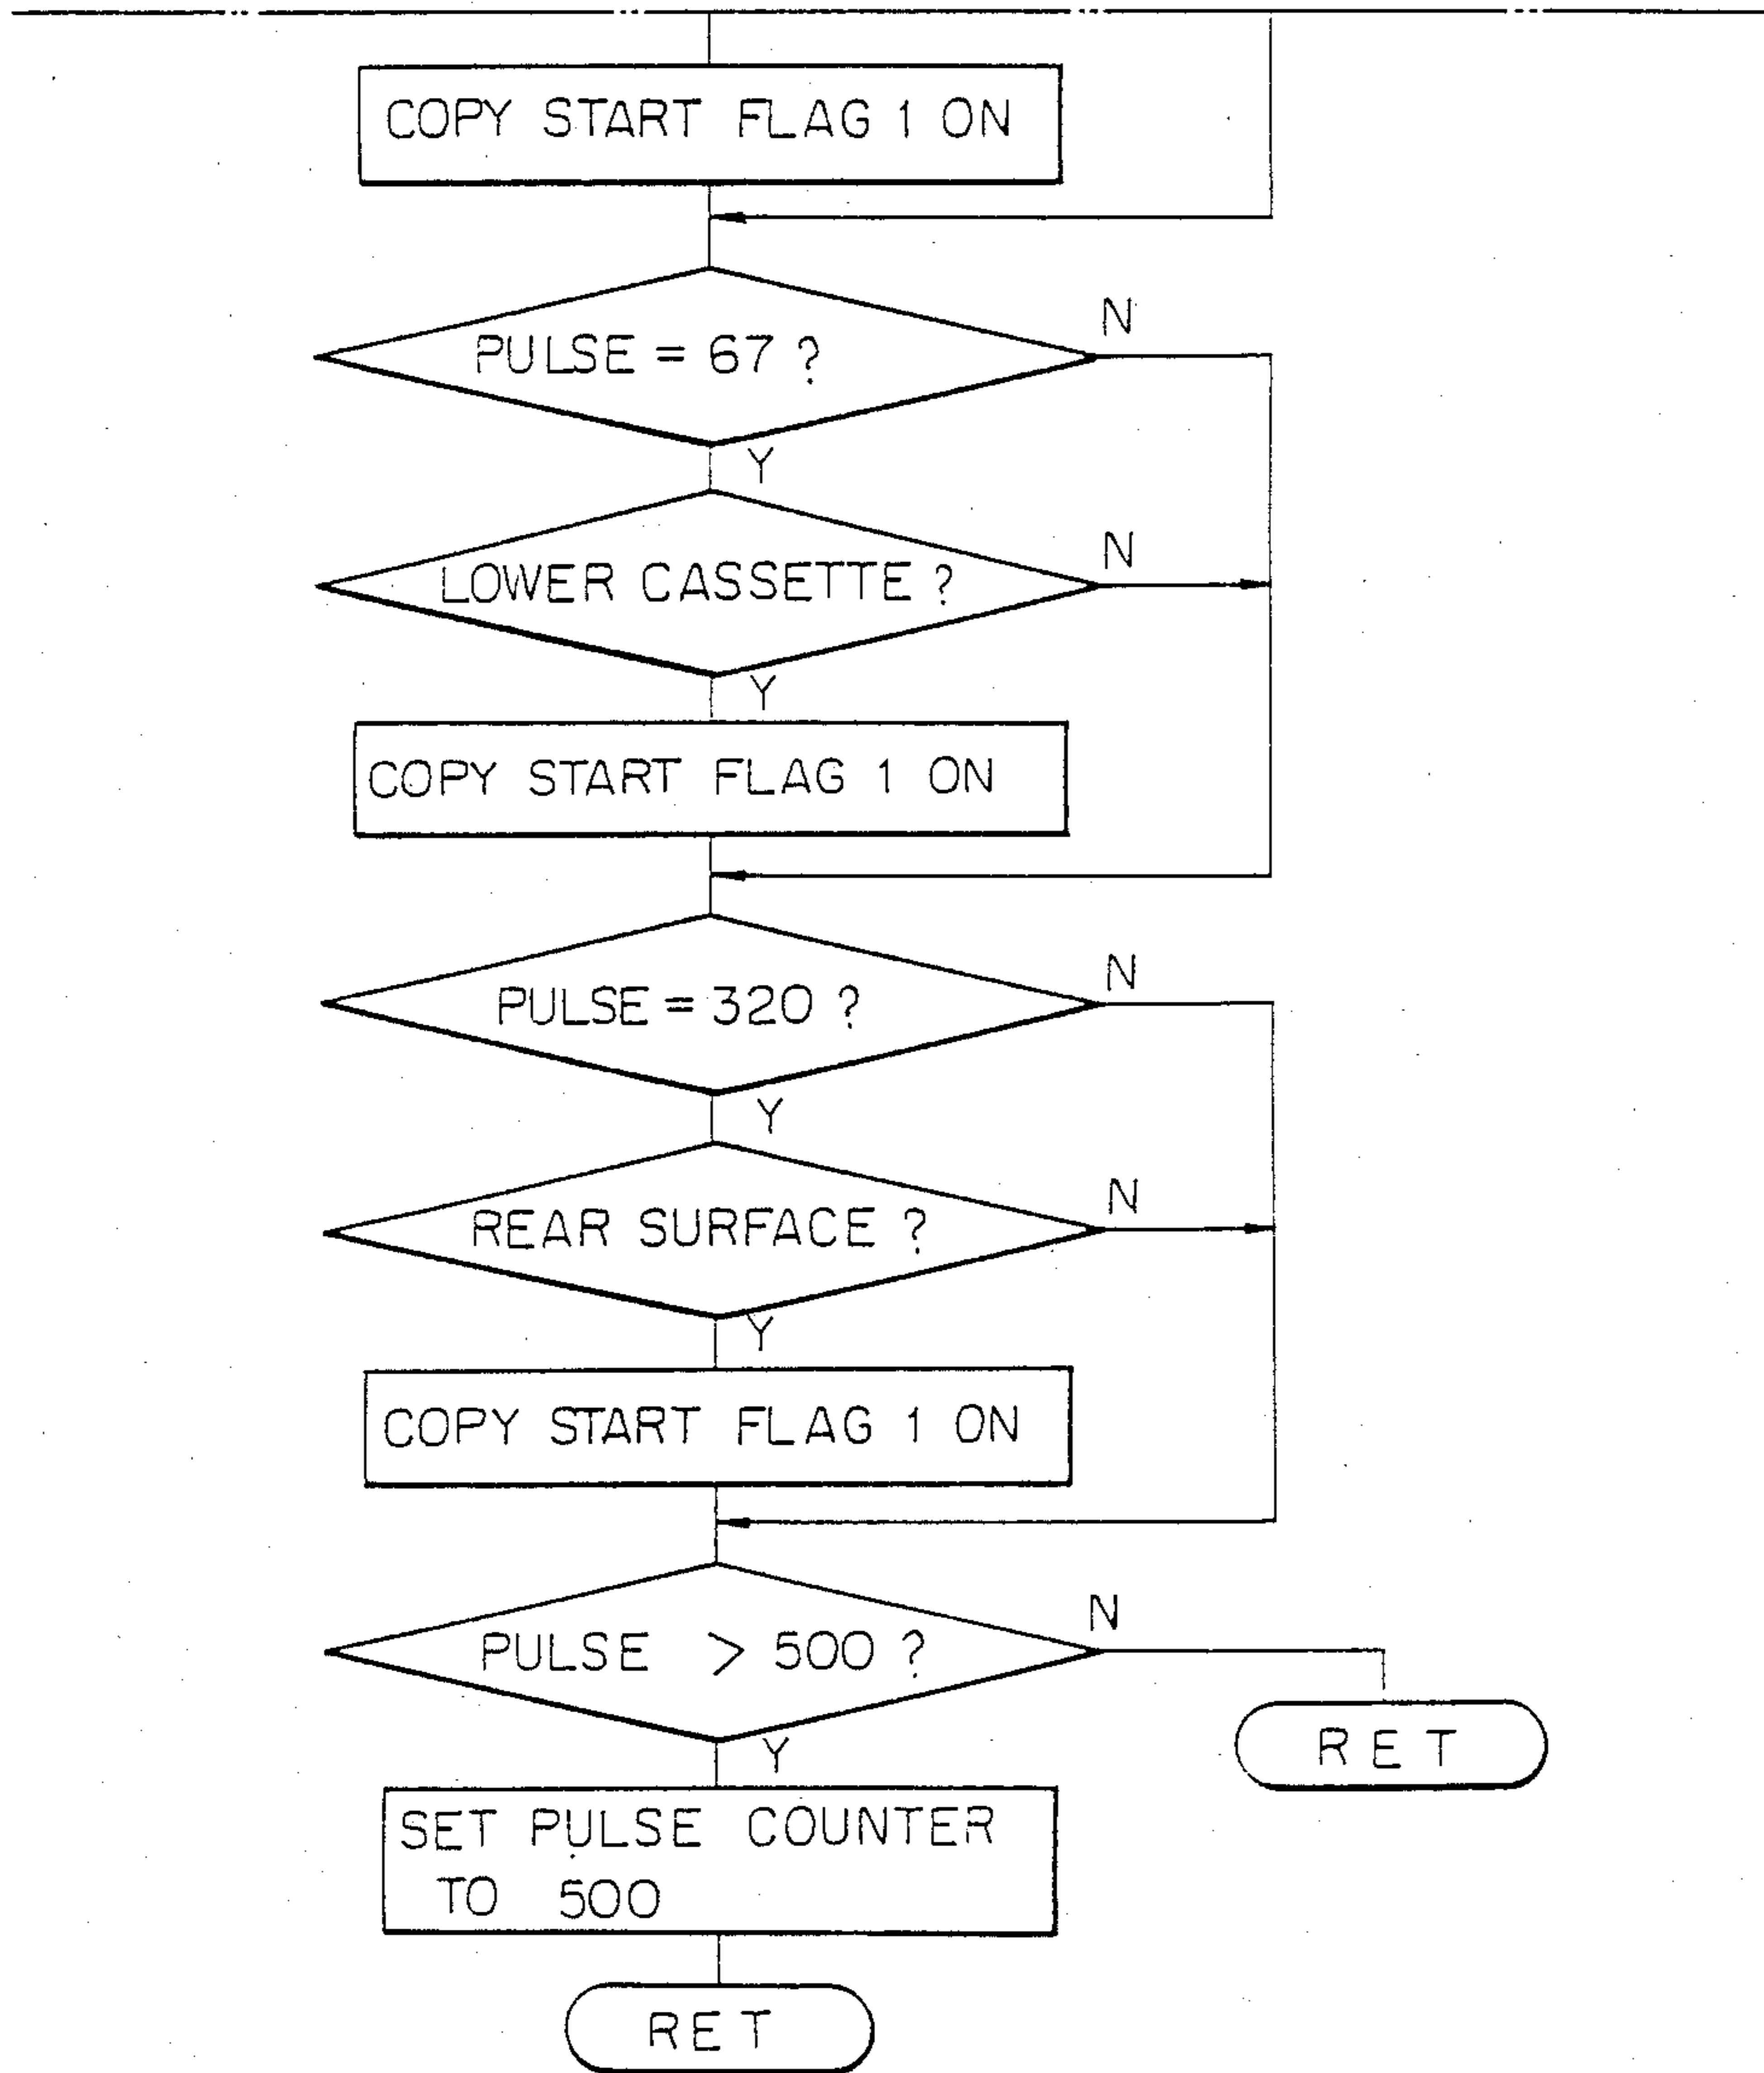 COPY START FLAG 1 ON
PULSE = 67 ?
N
Y
LOWER CASSETTE ?
N
Y
COPY START FLAG 1 ON
PULSE = 320 ?
N
Y
REAR SURFACE ?
N
Y
COPY START FLAG 1 ON
PULSE > 500 ?
N
RET
Y
SET PULSE COUNTER
TO 500
RET